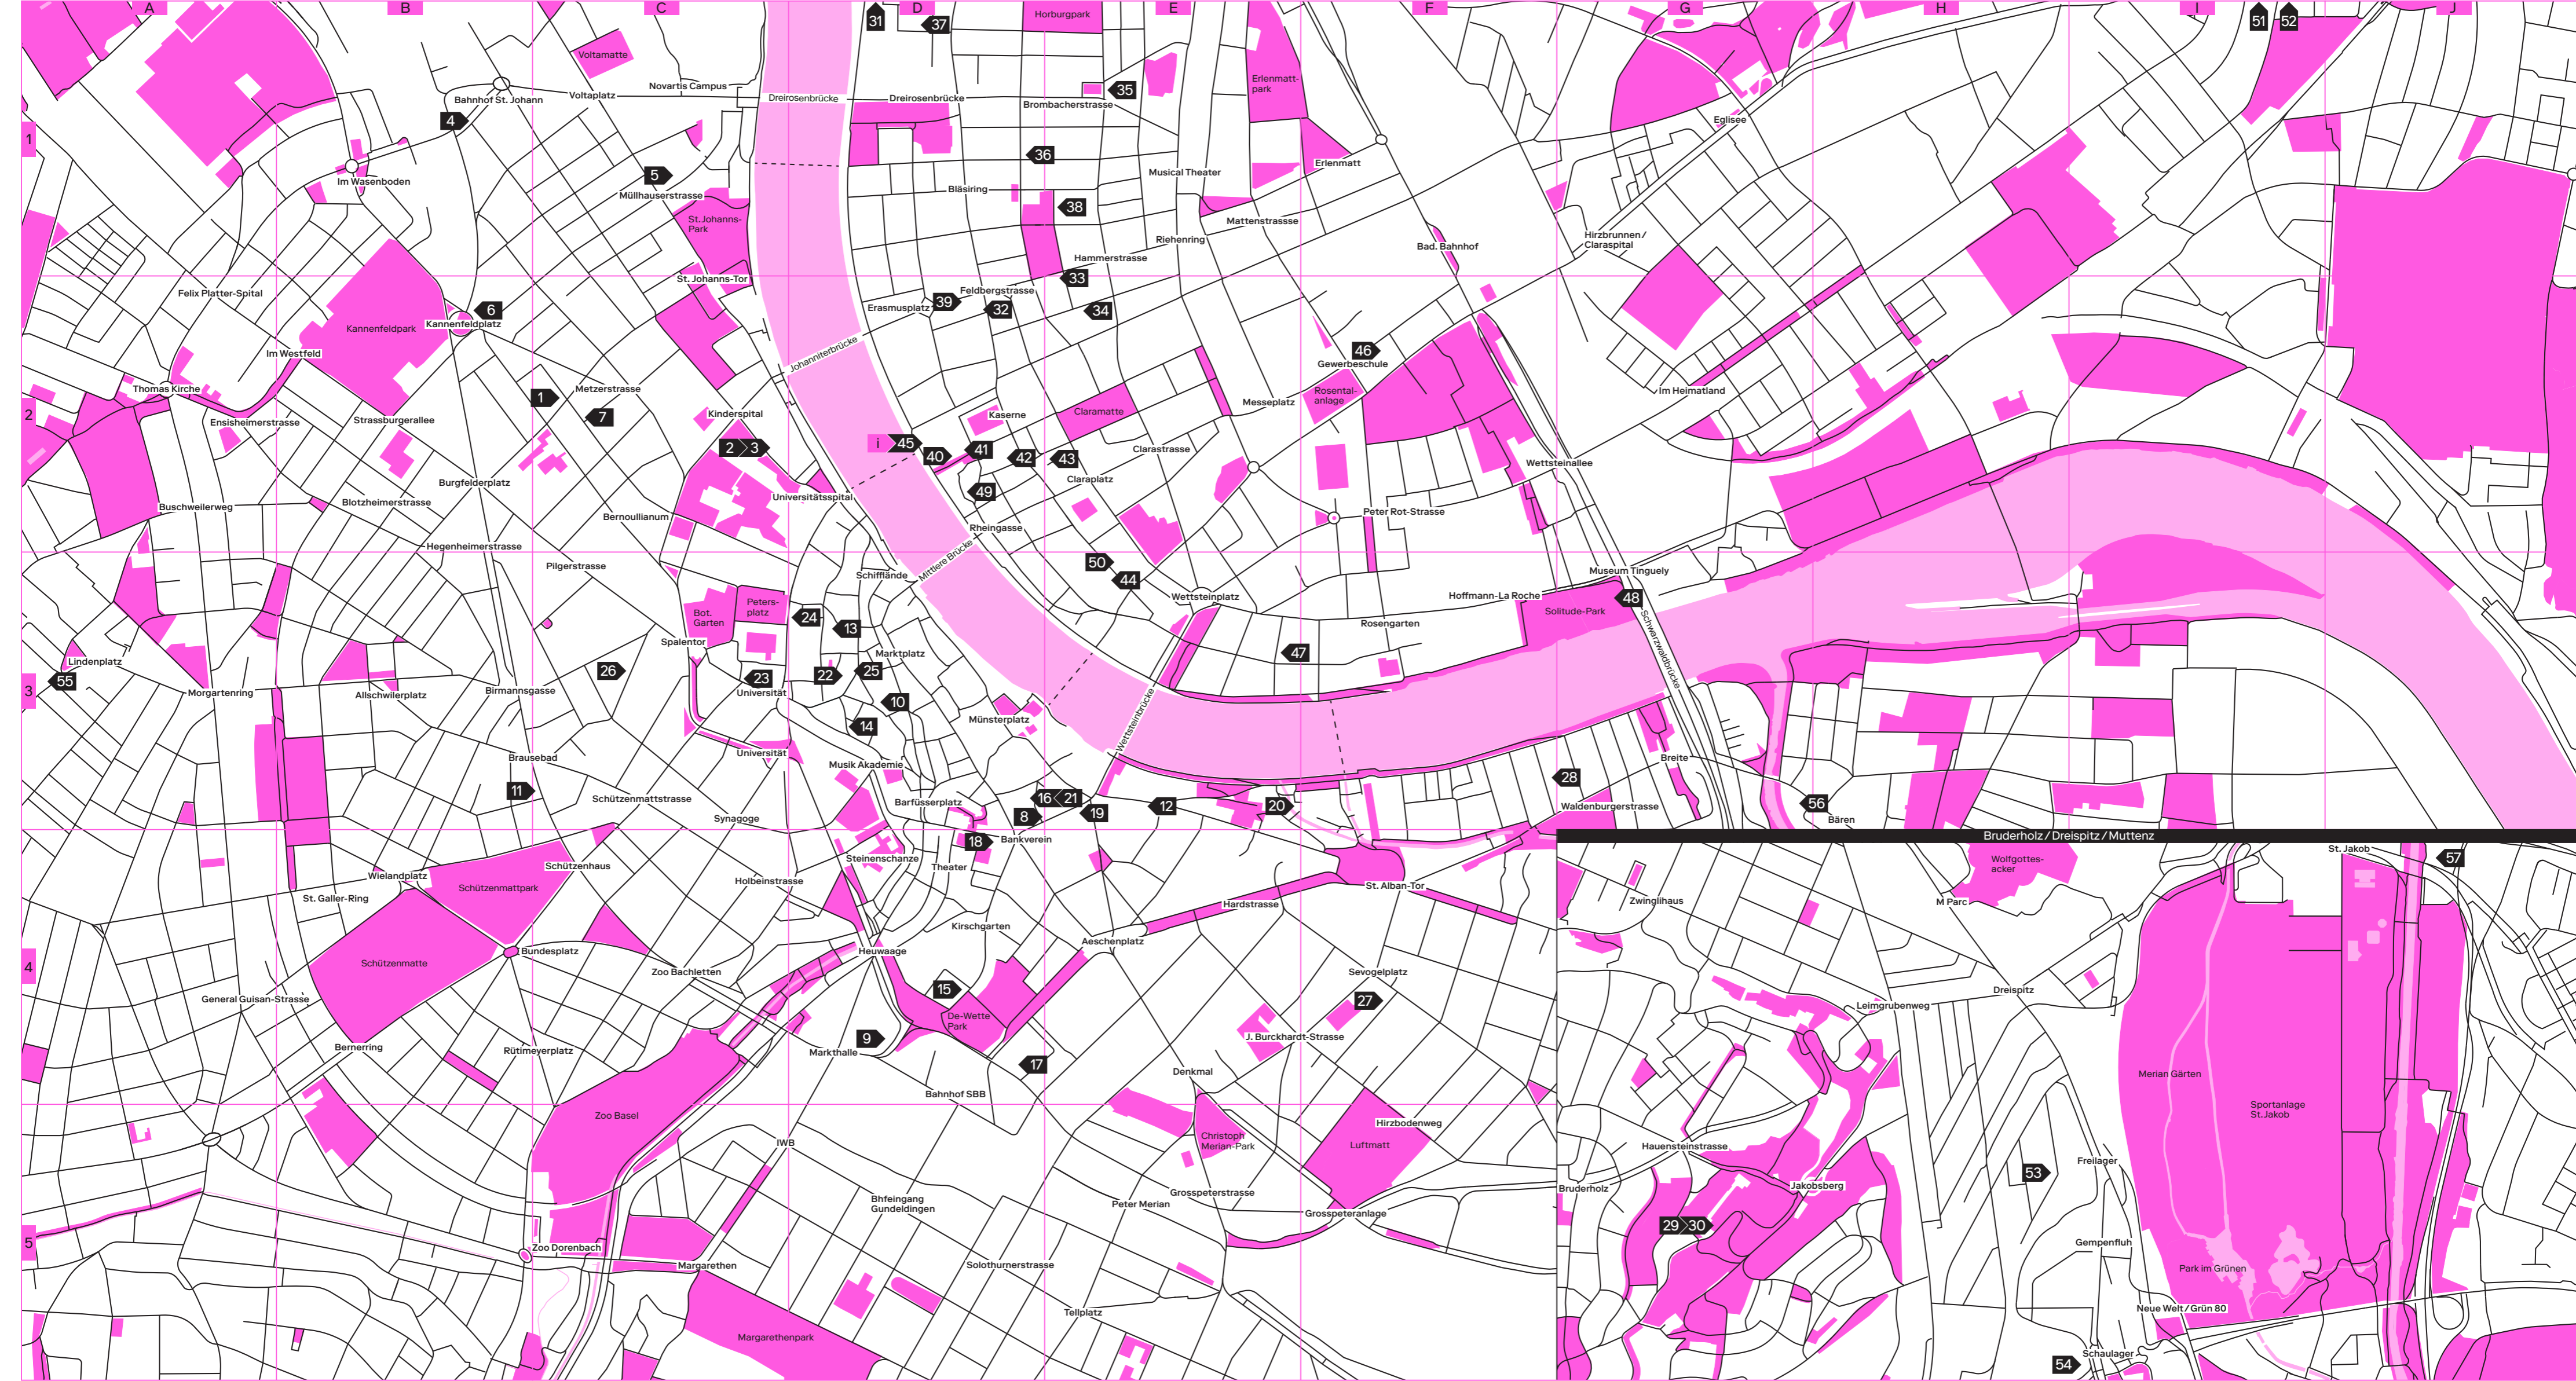 A
B
C
D
E
F
G
H
I
J
1
2
3
4
5
31
37
Horburgpark
51
52
Voltamatte
Novartis Campus
Bahnhof St. Johann
Voltaplatz
Dreirosenbrücke
Dreirosenbrücke
Brombacherstrasse
35
Erlenmatt-
park
4
Eglisee
36
Im Wasenboden
5
Müllhauserstrasse
Bläsiring
Musical Theater
Erlenmatt
38
St.Johanns-
Park
Mattenstrassse
Riehenring
Hammerstrasse
Bad. Bahnhof
Hirzbrunnen/
Claraspital
St. Johanns-Tor
33
Felix Platter-Spital
Feldbergstrasse
39
Erasmusplatz
32
34
6
Kannenfeldplatz
Kannenfeldpark
Im Westfeld
Johanniterbrücke
46
Gewerbeschule
Thomas Kirche
1
Metzerstrasse
7
Rosental-
anlage
Im Heimatland
Messeplatz
Ensisheimerstrasse
Strassburgerallee
Kinderspital
Kaserne
Claramatte
2
3
i
45
40
41
42
43
Clarastrasse
Wettsteinallee
Burgfelderplatz
Claraplatz
49
Universitätsspital
Buschweilerweg
Blotzheimerstrasse
Bernoullianum
Peter Rot-Strasse
Rheingasse
Mittlere Brücke
Hegenheimerstrasse
Pilgerstrasse
Schifflände
50
44
Museum Tinguely
Wettsteinplatz
Hoffmann-La Roche
48
Solitude-Park
Bot.
Garten
Peters-
platz
24
13
Rosengarten
Schwarzwaldbrücke
Spalentor
Marktplatz
47
Lindenplatz
55
26
23
22
25
Morgartenring
Allschwilerplatz
Birmannsgasse
Universität
10
14
Münsterplatz
Wettsteinbrücke
Brausebad
Universität
Musik Akademie
Breite
28
11
Schützenmattstrasse
Barfüsserplatz
16
21
8
19
12
20
Waldenburgerstrasse
56
Bären
Synagoge
18
Bankverein
Bruderholz / Dreispitz / Muttenz
Steinenschanze
Theater
Schützenhaus
Wielandplatz
Schützenmattpark
Holbeinstrasse
St. Alban-Tor
St. Jakob
57
Wolfgottes-
acker
Zwinglihaus
M Parc
St. Galler-Ring
Hardstrasse
Kirschgarten
Aeschenplatz
Bundesplatz
Heuwaage
Schützenmatte
Zoo Bachletten
Sevogelplatz
General Guisan-Strasse
15
27
Dreispitz
Leimgrubenweg
De-Wette
Park
9
J. Burckhardt-Strasse
Bernerring
Rütimeyerplatz
Markthalle
17
Denkmal
Merian Gärten
Bahnhof SBB
Zoo Basel
Sportanlage
St.Jakob
Hirzbodenweg
IWB
Christoph
Merian-Park
Luftmatt
Hauensteinstrasse
Freilager
53
Jakobsberg
Bruderholz
Grosspeterstrasse
Peter Merian
Bhfeingang
Gundeldingen
Grosspeteranlage
29
30
Zoo Dorenbach
Gempenfluh
Margarethen
Solothurnerstrasse
Park im Grünen
Tellplatz
Neue Welt / Grün 80
Margarethenpark
Schaulager
54